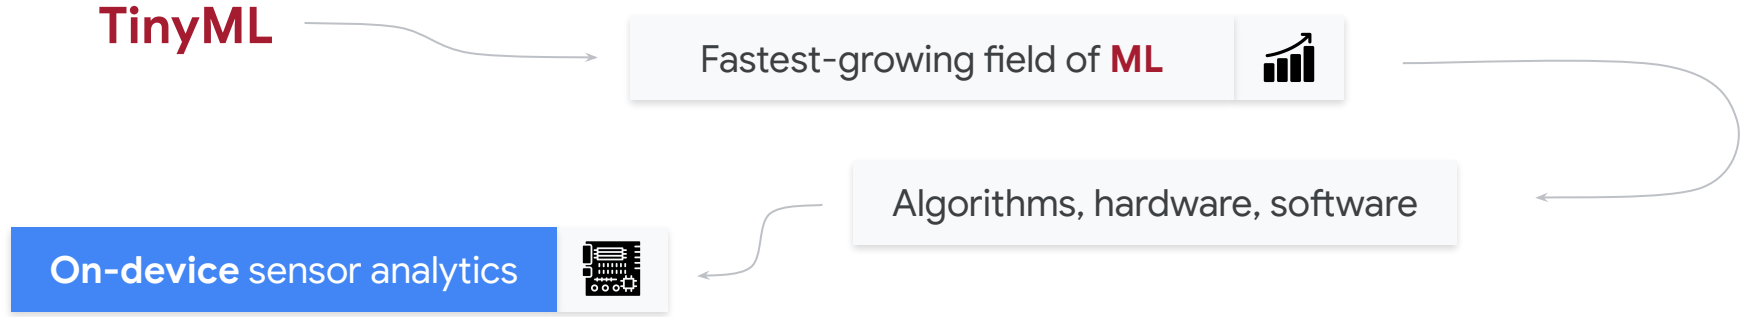 TinyML
Fastest-growing field of ML
Algorithms, hardware, software
On-device sensor analytics